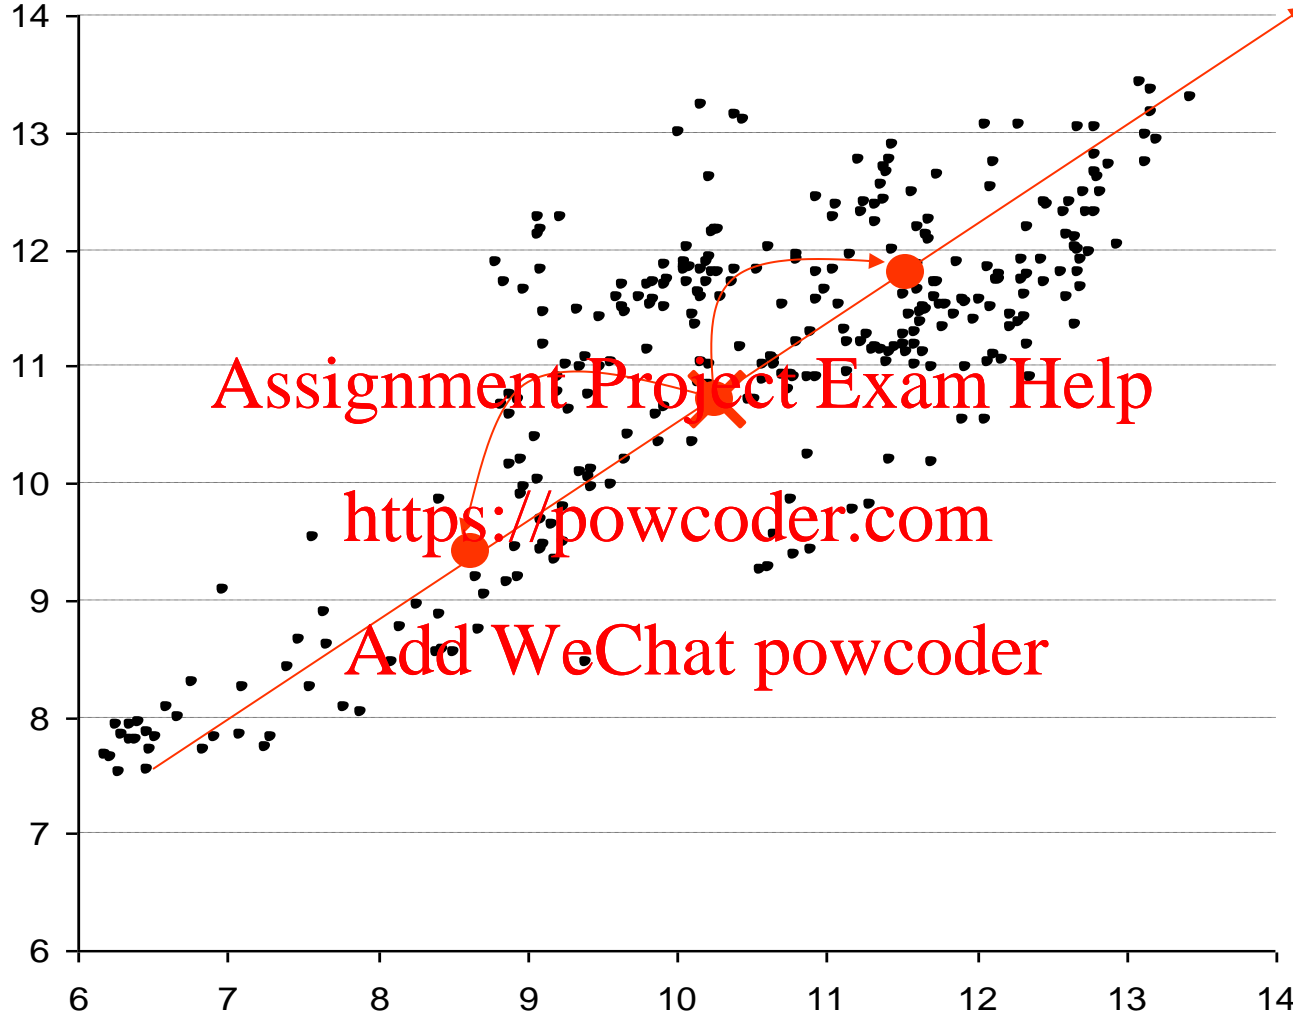 14
13
12
11
Assignment Project Exam Help
10
https://powcoder.com
9
Add WeChat powcoder
8
7
6
6 7 8 9 10 11 12 13 14